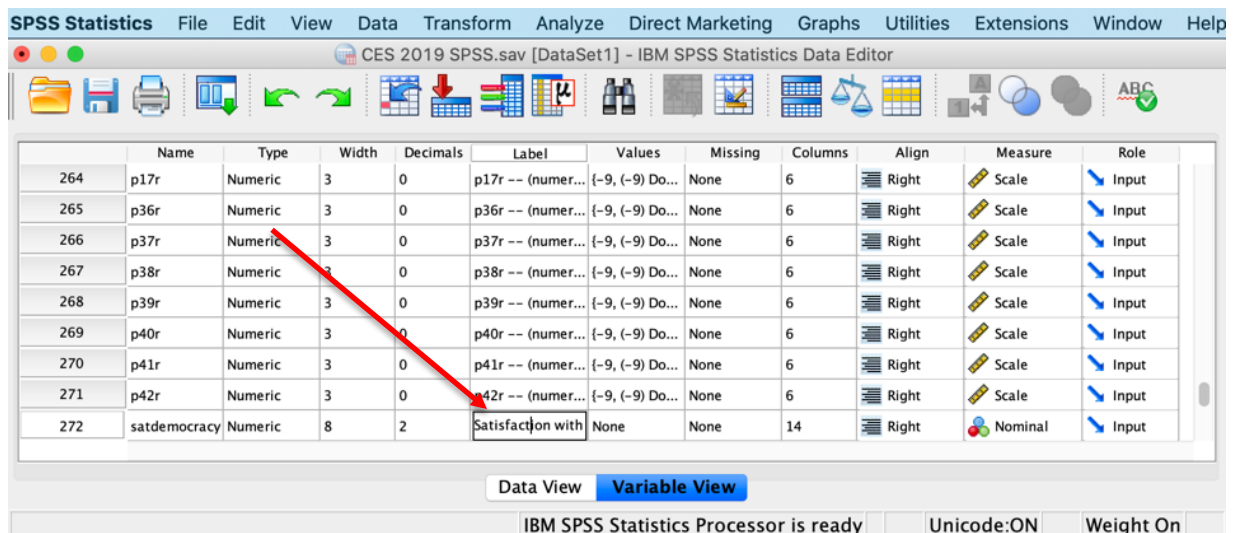 SPSS Statistics File Edit View Data Transform Analyze Direct Marketing Graphs Utilities Extensions Window Help
CES 2019 SPSS.sav [DataSet1] - IBM SPSS Statistics Data Editor
A
1
μ
ABC
Name Type Width Decimals Label Values Missing Columns Align Measure Role
264 p17r Numeric 3 0 p17r -- (numer... {-9, (-9) Do... None 6 Right Scale Input
265 p36r Numeric 3 0 p36r -- (numer... {-9, (-9) Do... None 6 Right Scale Input
266 p37r Numeric 3 0 p37r -- (numer... {-9, (-9) Do... None 6 Right Scale Input
267 p38r Numeric 3 0 p38r -- (numer... {-9, (-9) Do... None 6 Right Scale Input
268 p39r Numeric 3 0 p39r -- (numer... {-9, (-9) Do... None 6 Right Scale Input
269 p40r Numeric 3 0 p40r -- (numer... {-9, (-9) Do... None 6 Right Scale Input
270 p41r Numeric 3 0 p41r -- (numer... {-9, (-9) Do... None 6 Right Scale Input
271 p42r Numeric 3 0 p42r -- (numer... {-9, (-9) Do... None 6 Right Scale Input
272 satdemocracy Numeric 8 2 Satisfaction with None None 14 Right Nominal Input
Data View Variable View
IBM SPSS Statistics Processor is ready Unicode:ON Weight On